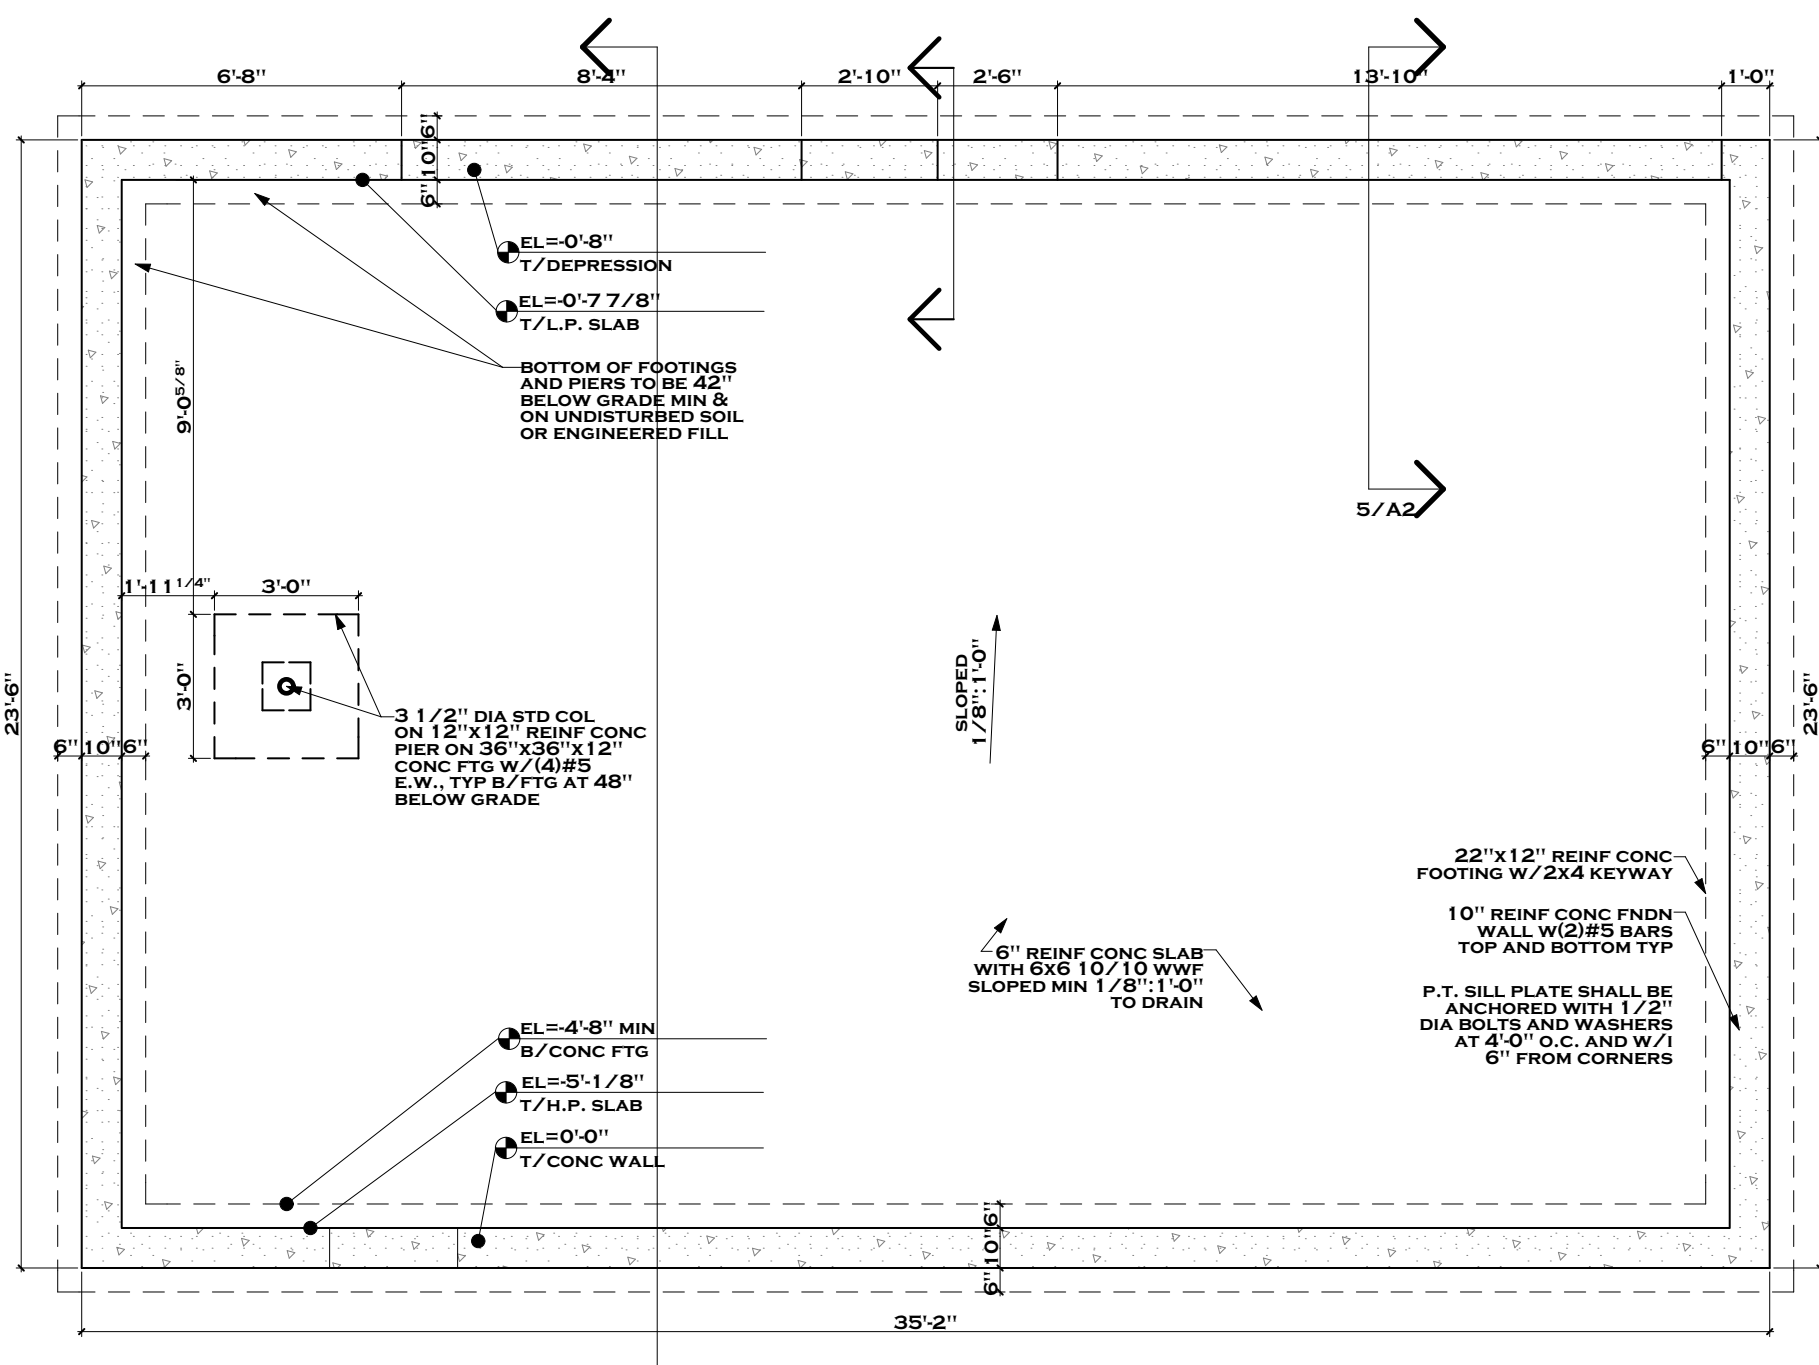 6'-8"
8'-4"
2'-10"
2'-6"
13'-10"
1'-0"
6"
10"
6"
EL=-0'-8"
T/DEPRESSION
EL=-0'-7 7/8"
T/L.P. SLAB
BOTTOM OF FOOTINGS
AND PIERS TO BE 42"
BELOW GRADE MIN &
ON UNDISTURBED SOIL
OR ENGINEERED FILL
9'-0 5/8"
5/A2
1'-11 1/4"
3'-0"
3'-0"
23'-6"
6" 10" 6"
3 1/2" DIA STD COL
ON 12"X12" REINF CONC
PIER ON 36"X36"X12"
CONC FTG W/(4)#5
E.W., TYP B/FTG AT 48"
BELOW GRADE
SLOPED
1/8":1'-0"
23'-6"
6" 10" 6"
22"X12" REINF CONC
FOOTING W/2X4 KEYWAY
10" REINF CONC FNDN
WALL W(2)#5 BARS
TOP AND BOTTOM TYP
P.T. SILL PLATE SHALL BE
ANCHORED WITH 1/2"
DIA BOLTS AND WASHERS
AT 4'-0" O.C. AND W/I
6" FROM CORNERS
6" REINF CONC SLAB
WITH 6X6 10/10 WWF
SLOPED MIN 1/8":1'-0"
TO DRAIN
EL=-4'-8" MIN
B/CONC FTG
EL=-5'-1/8"
T/H.P. SLAB
EL=0'-0"
T/CONC WALL
6"
10"
6"
35'-2"